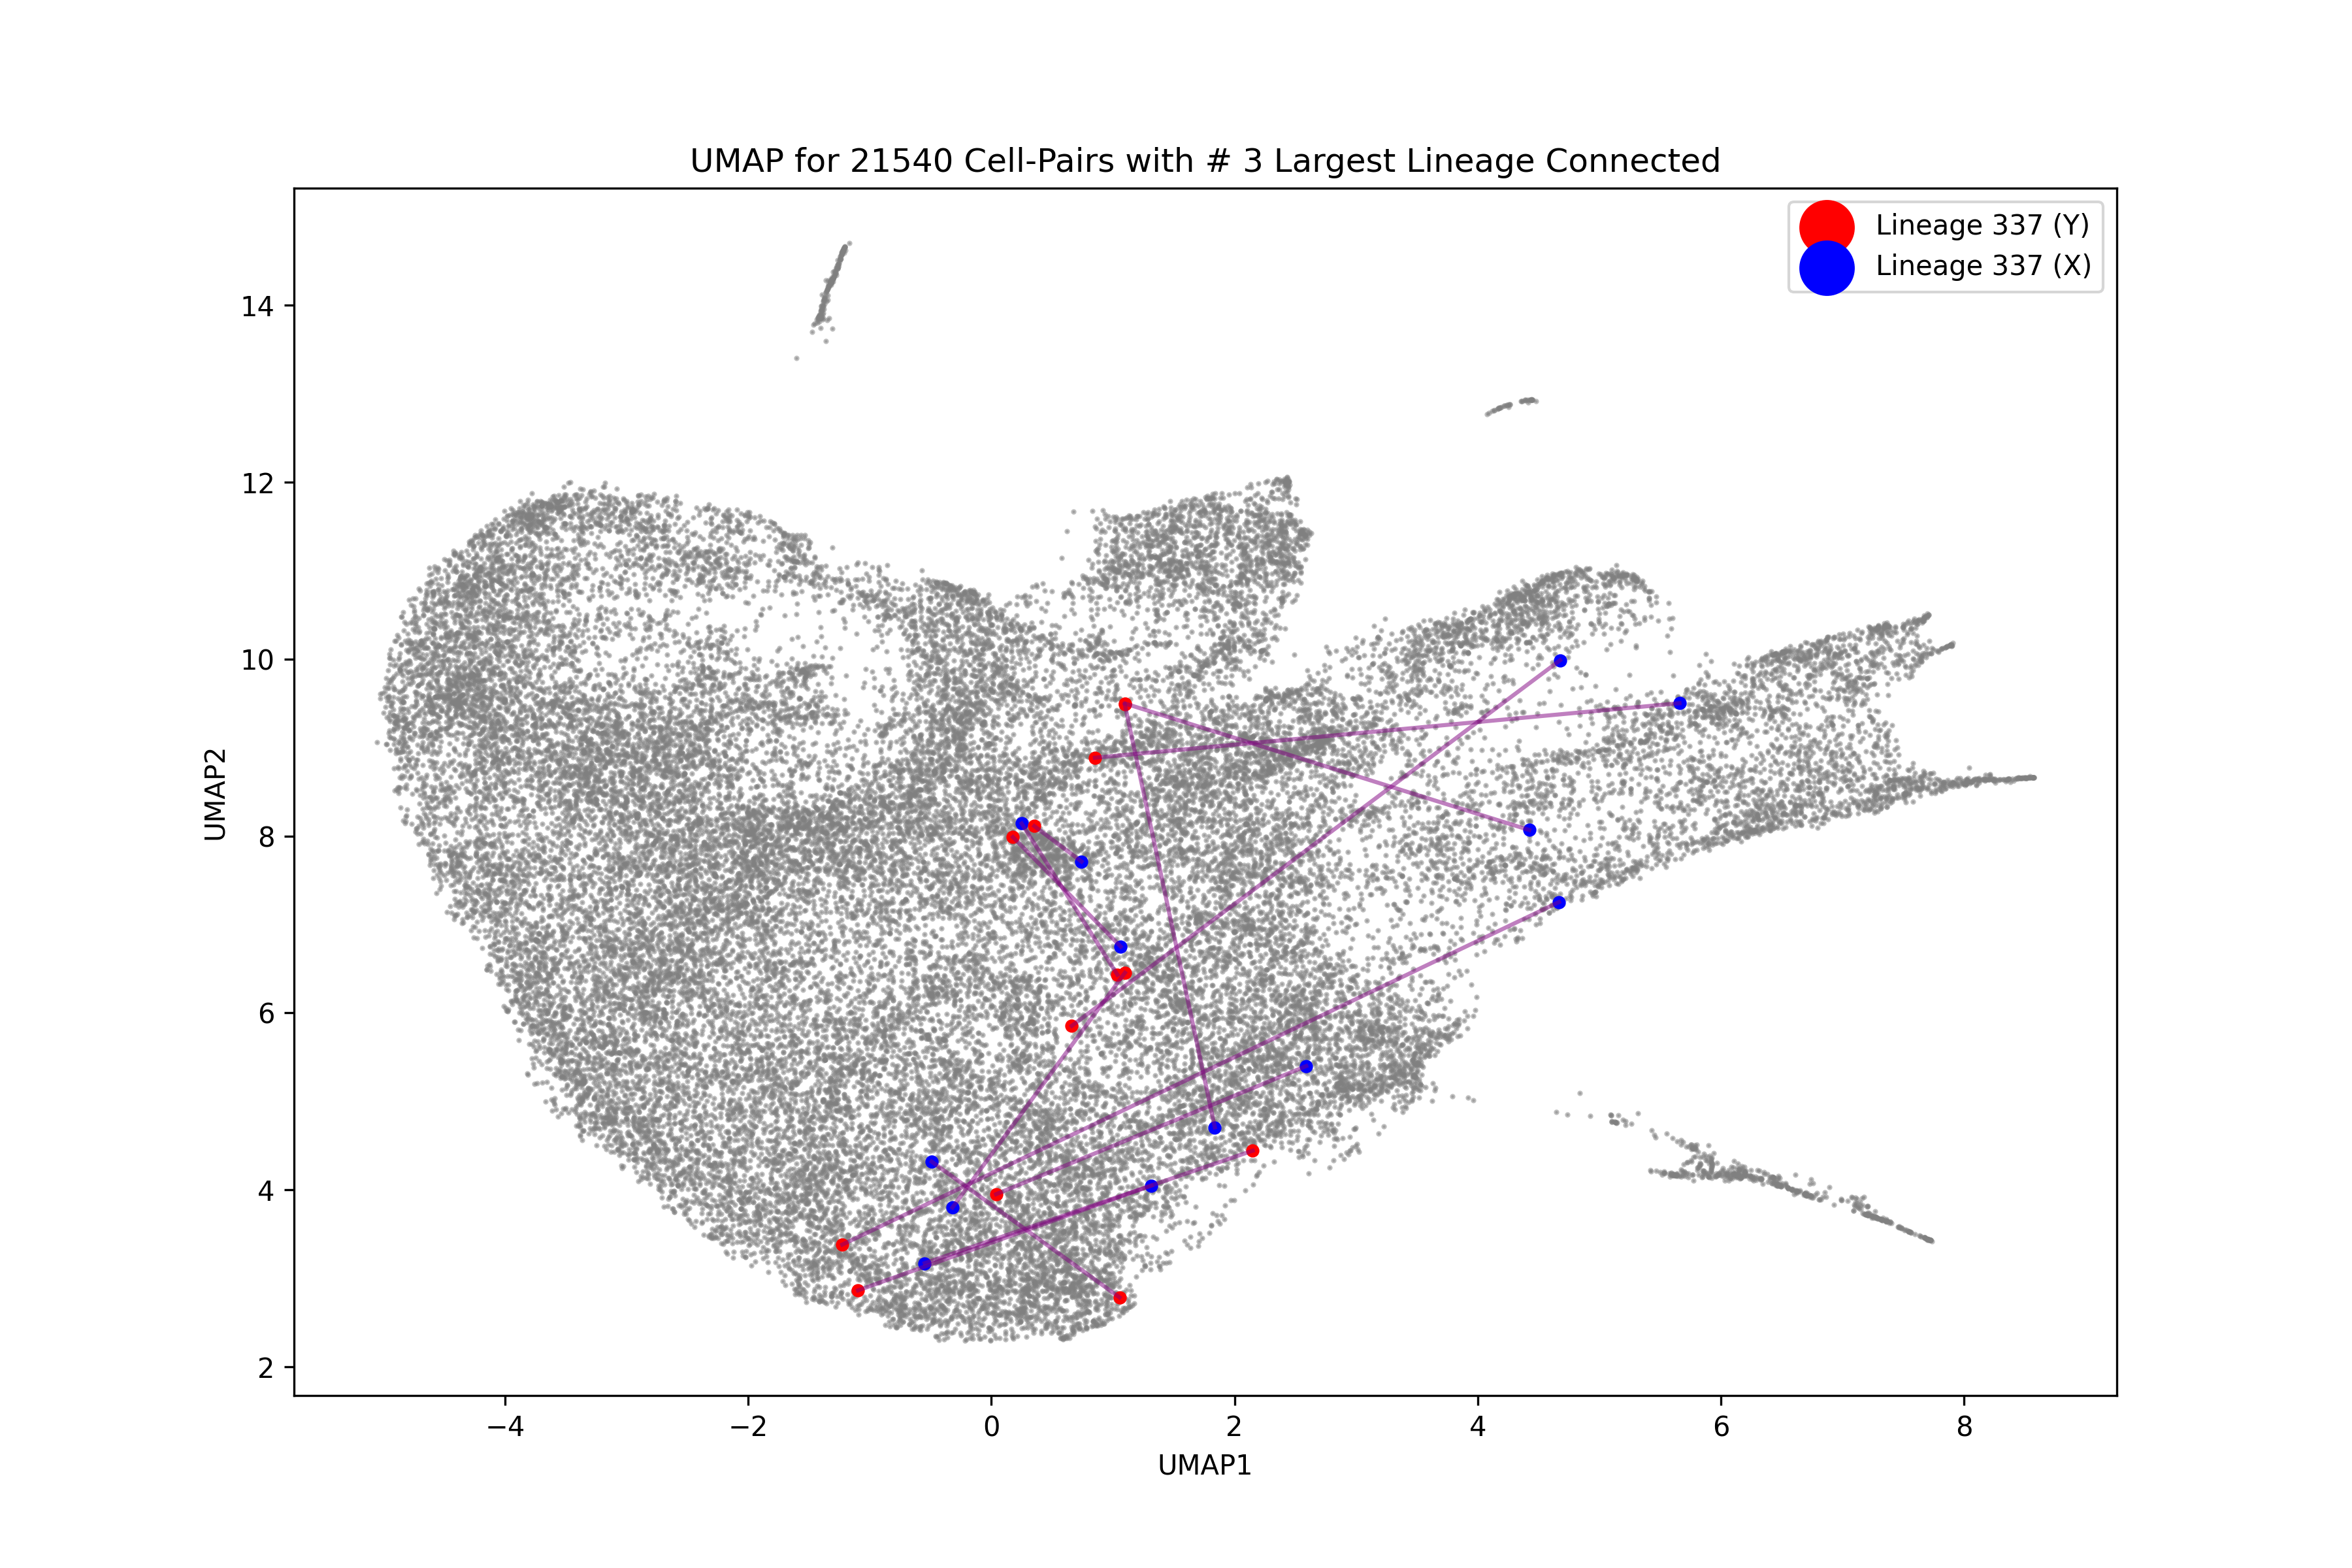 UMAP for 21540 Cell-Pairs with # 3 Largest Lineage Connected
Lineage 337 (Y)
Lineage 337 (X)
14
12
10
8
6
4
2
UMAP2
−4 −2 0 2 4 6 8
UMAP1